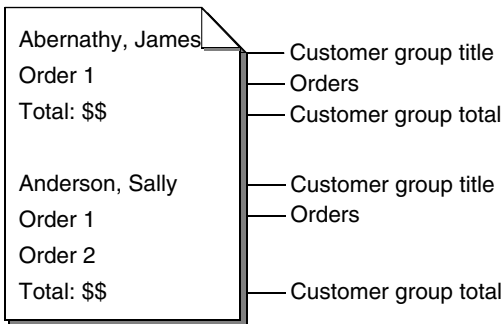 Abernathy, James
Customer group title
Order 1
Orders
Total: $$
Customer group total
Anderson, Sally
Customer group title
Order 1
Orders
Order 2
Total: $$
Customer group total